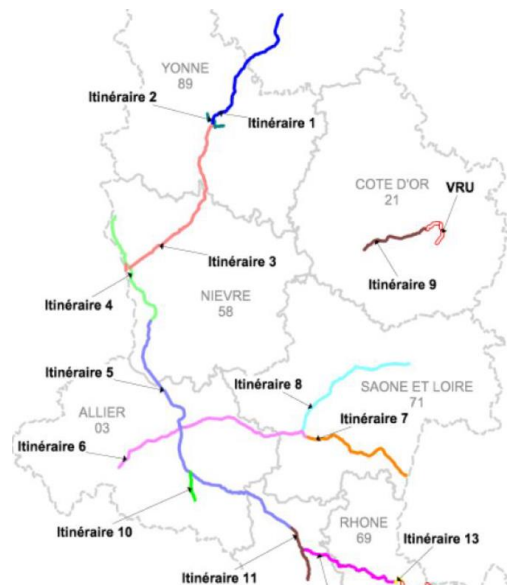 YONNE
89
Itinéraire 2
Itinéraire 1
COTE D'OR
21
VRU
Itinéraire 3
Itinéraire 9
Itinéraire 4
NIEVRE
58
Itinéraire 5
Itinéraire 8
SAONE ET LOIRE
71
ALLIER
03
Itinéraire 7
Itinéraire 6
Itinéraire 10
RHONE
69
Itinéraire 13
Itinéraire 11